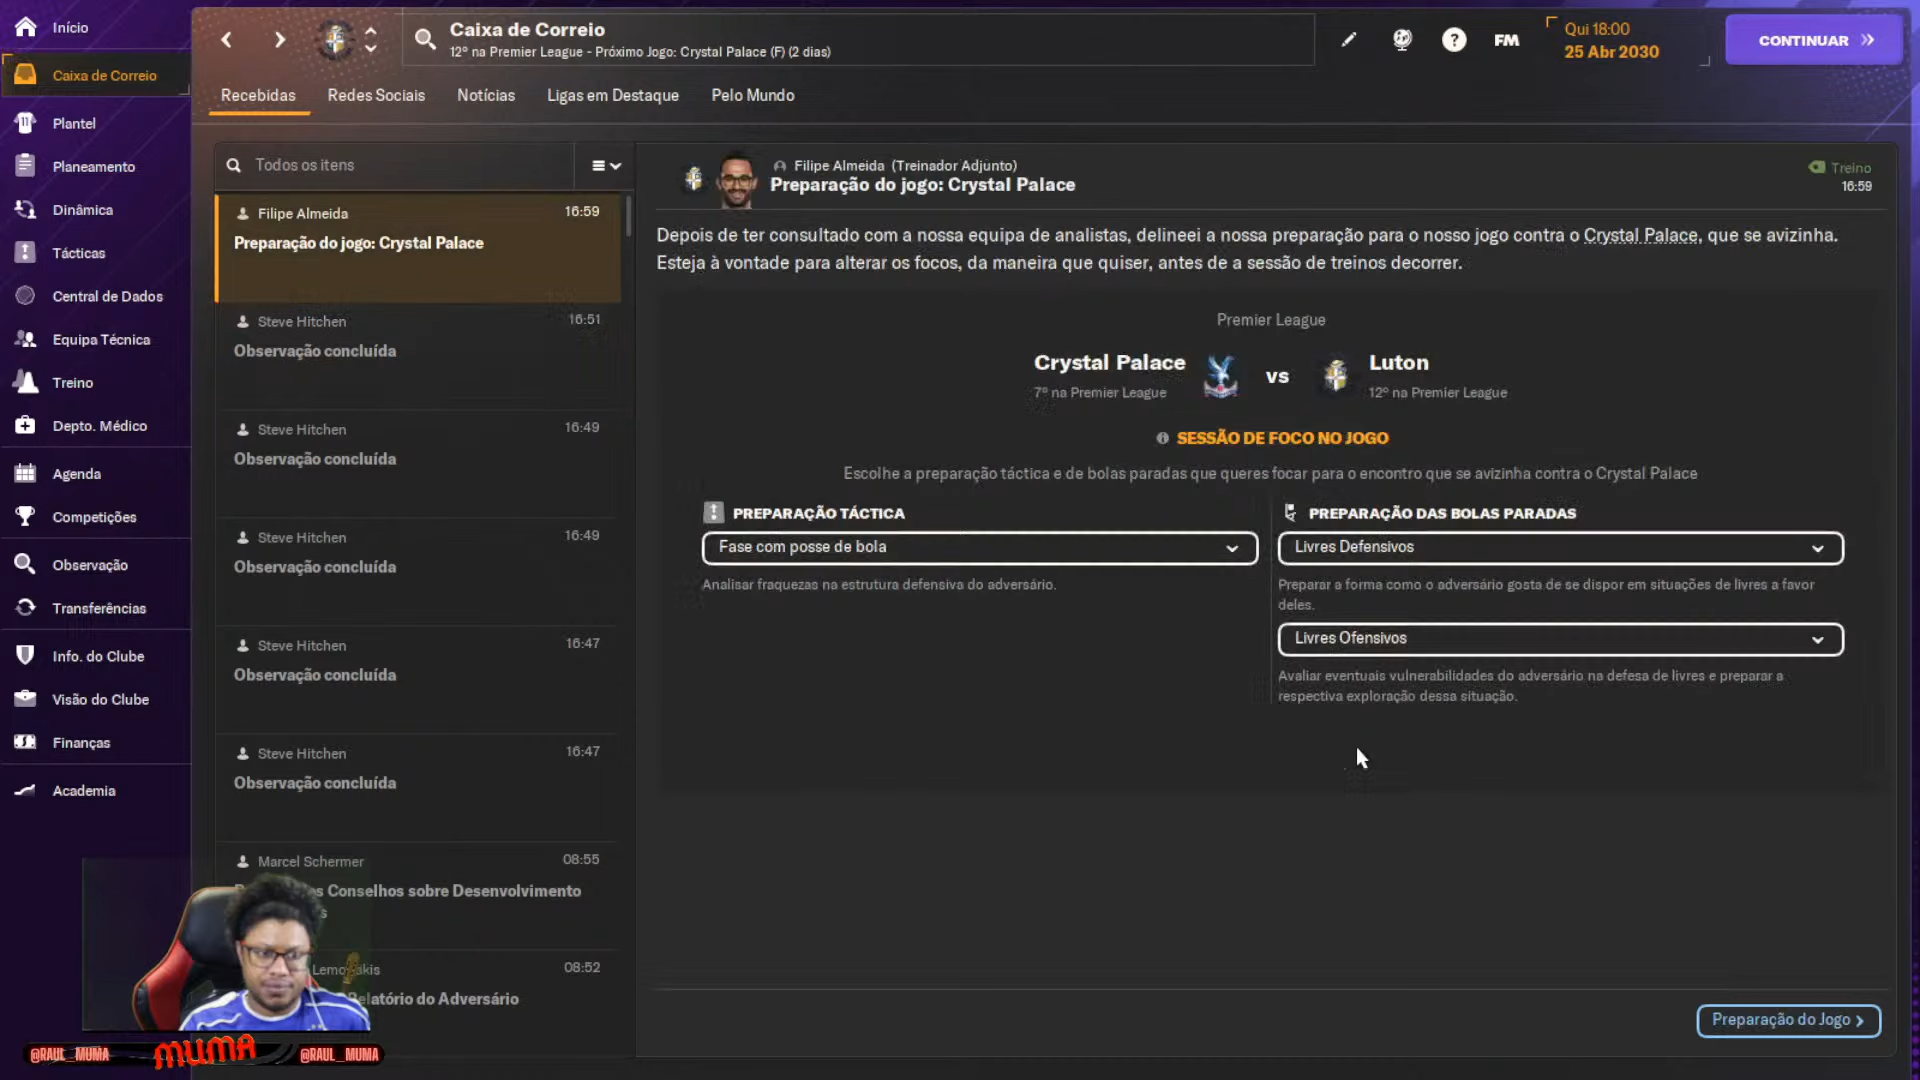 Início
Caixa de Correio
Plantel
Planeamento
Dinâmica
Tácticas
Central de Dados
Equipa Técnica
Treino
Depto. Médico
Agenda
Competições
Observação
Transferências
Info. do Clube
Visão do Clube
Finanças
Academia
Caixa de Correio
12º na Premier League - Próximo Jogo: Crystal Palace (F) (2 dias)
FM
Qui 18:00
25 Abr 2030
CONTINUAR
Recebidas
Redes Sociais
Notícias
Ligas em Destaque
Pelo Mundo
Todos os itens
Filipe Almeida
16:59
Preparação do jogo: Crystal Palace
Steve Hitchen
16:51
Observação concluída
Steve Hitchen
16:49
Observação concluída
Steve Hitchen
16:49
Observação concluída
Steve Hitchen
16:47
Observação concluída
Steve Hitchen
16:47
Observação concluída
Marcel Schermer
08:55
Conselhos sobre Desenvolvimento
08:52
Relatório do Adversário
Filipe Almeida (Treinador Adjunto)
Preparação do jogo: Crystal Palace
Treino
16:59
Depois de ter consultado com a nossa equipa de analistas, delineei a nossa preparação para o nosso jogo contra o Crystal Palace, que se avizinha.
Esteja à vontade para alterar os focos, da maneira que quiser, antes de a sessão de treinos decorrer.
Premier League
Crystal Palace
7º na Premier League
vs
Luton
12º na Premier League
SESSÃO DE FOCO NO JOGO
Escolhe a preparação táctica e de bolas paradas que queres focar para o encontro que se avizinha contra o Crystal Palace
PREPARAÇÃO TÁCTICA
Fase com posse de bola
Analisar fraquezas na estrutura defensiva do adversário.
PREPARAÇÃO DAS BOLAS PARADAS
Livres Defensivos
Preparar a forma como o adversário gosta de se dispor em situações de livres a favor
deles.
Livres Ofensivos
Avaliar eventuais vulnerabilidades do adversário na defesa de livres e preparar a
respectiva exploração dessa situação.
Preparação do Jogo
@RAUL_MUMA
MUMA
@RAUL_MUMA